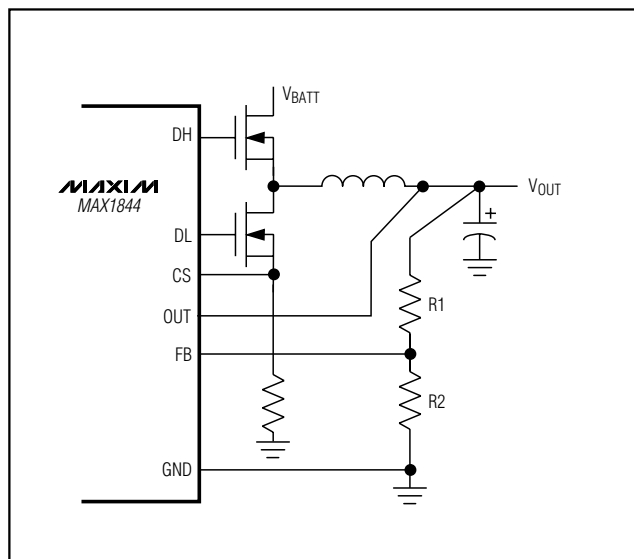 V_BATT
DH
MAXIM
MAX1844
DL
CS
OUT
FB
GND
V_OUT
+
R1
R2